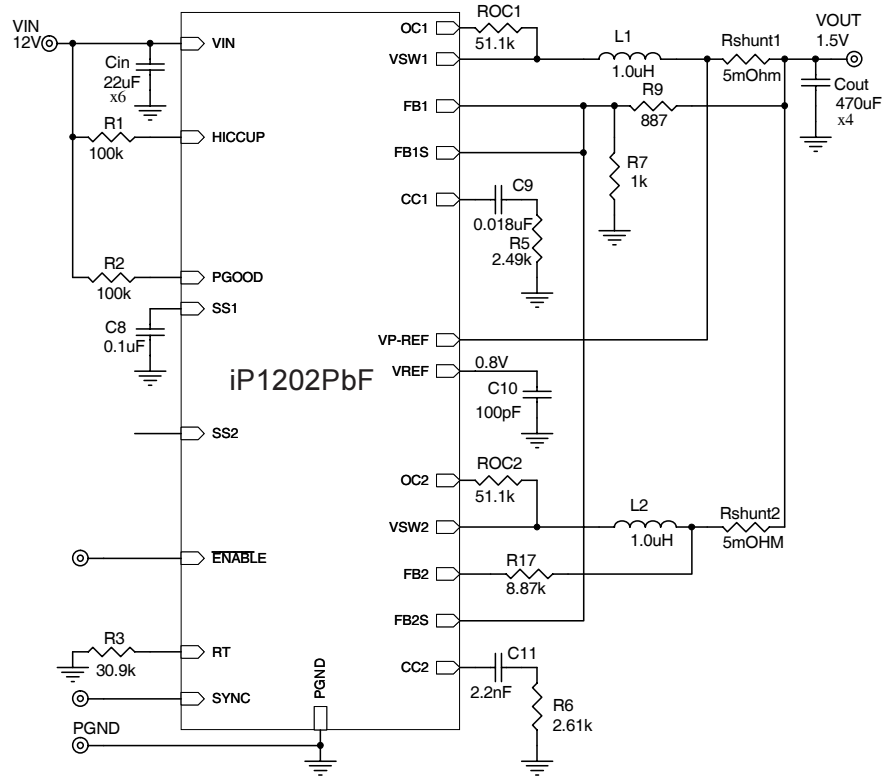 VIN
12V
Cin
22uF
x6
R1
100k
R2
100k
C8
0.1uF
R3
30.9k
PGND
VIN
HICCUP
PGOOD
SS1
SS2
ENABLE
RT
SYNC
PGND
iP1202PbF
OC1
VSW1
FB1
FB1S
CC1
VP-REF
VREF
OC2
VSW2
FB2
FB2S
CC2
ROC1
51.1k
L1
1.0uH
Rshunt1
5mOhm
VOUT
1.5V
Cout
470uF
x4
R9
887
R7
1k
C9
0.018uF
R5
2.49k
0.8V
C10
100pF
ROC2
51.1k
L2
1.0uH
Rshunt2
5mOHM
R17
8.87k
C11
2.2nF
R6
2.61k